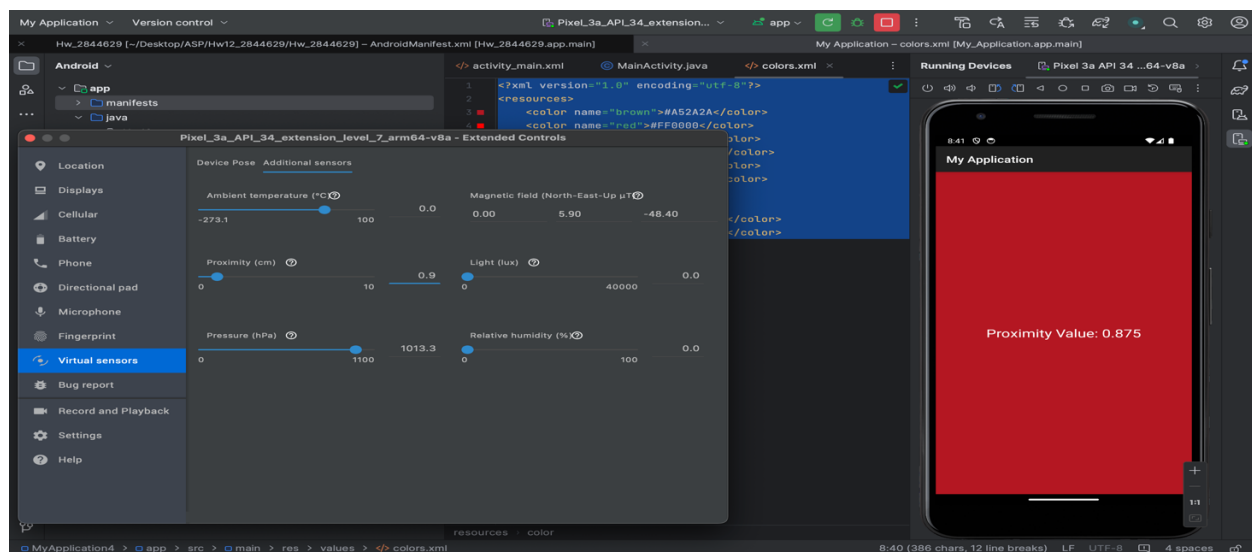 My Application
Version control
Pixel_3a_API_34_extension...
app
Hw_2844629 [~/Desktop/ASP/Hw12_2844629/Hw_2844629] – AndroidManifest.xml [Hw_2844629.app.main]
My Application – colors.xml [My_Application.app.main]
Android
activity_main.xml
MainActivity.java
colors.xml
Running Devices
Pixel 3a API 34 ...64-v8a
app
manifests
java
1 <?xml version="1.0" encoding="utf-8"?>
2 <resources>
3 <color name="brown">#A52A2A</color>
4 <color name="red">#FF0000</color>
/color>
</color>
</color>
Pixel_3a_API_34_extension_level_7_arm64-v8a - Extended Controls
Location
Displays
Cellular
Battery
Phone
Directional pad
Microphone
Fingerprint
Virtual sensors
Bug report
Record and Playback
Settings
Help
Device Pose
Additional sensors
Ambient temperature (°C)
0.0
-273.1
100
Magnetic field (North-East-Up µT)
0.00 5.90 -48.40
Proximity (cm)
0.9
0
10
Light (lux)
0.0
0
40000
Pressure (hPa)
1013.3
0
1100
Relative humidity (%)
0.0
0
100
8:41
My Application
Proximity Value: 0.875
1:1
resources
color
MyApplication4 > app > src > main > res > values > colors.xml
8:40 (386 chars, 12 line breaks) LF UTF-8 4 spaces